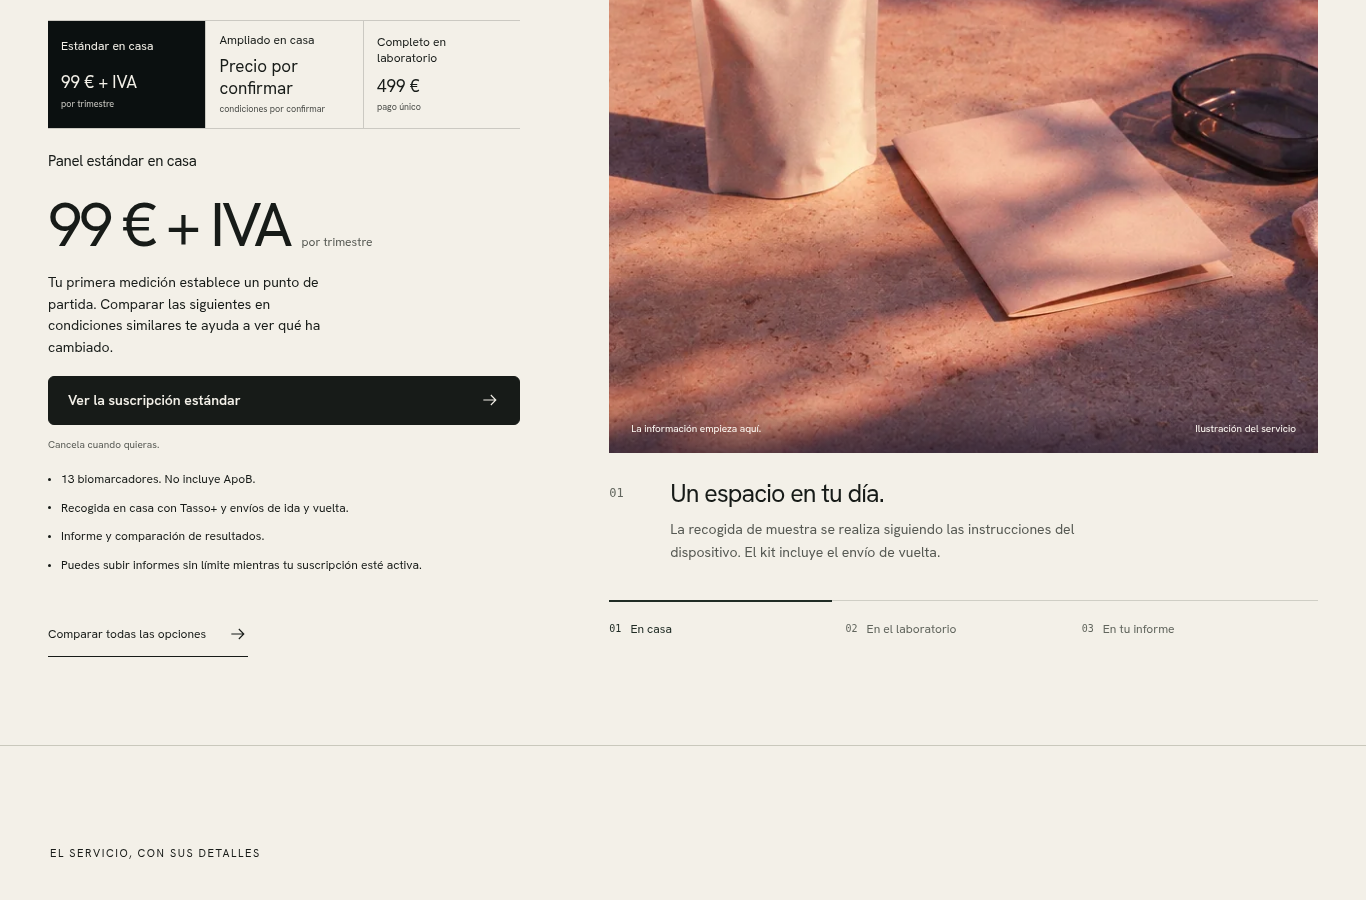 Estándar en casa
99 € + IVA
por trimestre
Ampliado en casa
Precio por
confirmar
condiciones por confirmar
Completo en
laboratorio
499 €
pago único
Panel estándar en casa
99 € + IVA por trimestre
Tu primera medición establece un punto de
partida. Comparar las siguientes en
condiciones similares te ayuda a ver qué ha
cambiado.
Ver la suscripción estándar →
Cancela cuando quieras.
• 13 biomarcadores. No incluye ApoB.
• Recogida en casa con Tasso+ y envíos de ida y vuelta.
• Informe y comparación de resultados.
• Puedes subir informes sin límite mientras tu suscripción esté activa.
Comparar todas las opciones →
La información empieza aquí.
Ilustración del servicio
01 Un espacio en tu día.
La recogida de muestra se realiza siguiendo las instrucciones del
dispositivo. El kit incluye el envío de vuelta.
01 En casa
02 En el laboratorio
03 En tu informe
EL SERVICIO, CON SUS DETALLES